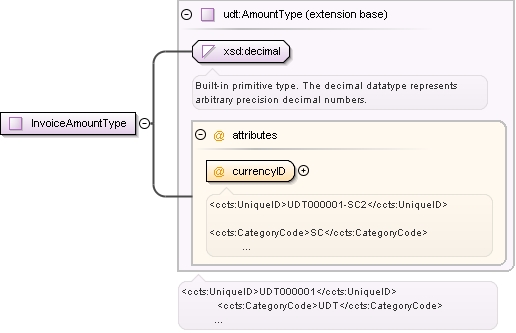 udt:AmountType (extension base)
xsd:decimal
Built-in primitive type. The decimal datatype represents
arbitrary precision decimal numbers.
InvoiceAmountType
@ attributes
@ currencyID
<ccts:UniqueID>UDT000001-SC2</ccts:UniqueID>
<ccts:CategoryCode>SC</ccts:CategoryCode>
...
<ccts:UniqueID>UDT000001</ccts:UniqueID>
<ccts:CategoryCode>UDT</ccts:CategoryCode>
...